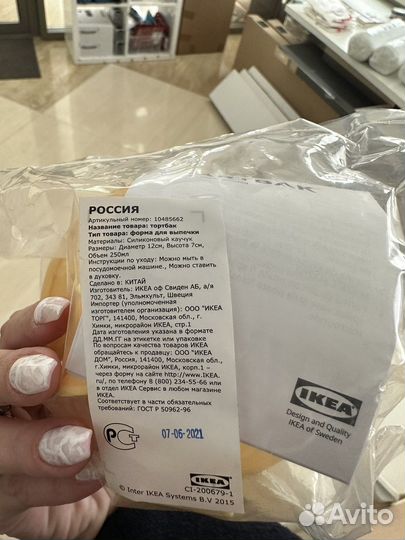 РОССИЯ
Артикульный номер: 10485662
Название товара: тортбак
Тип товара: форма для выпечки
Материалы: Силиконовый каучук
Размеры: Диаметр 12см, Высота 7см,
Объем 250мл
Инструкции по уходу: Можно мыть в
посудомоечной машине., Можно ставить
в духовку.
Сделано в: КИТАЙ
Изготовитель: ИКЕА оф Свиден АБ, а/я
702, 343 81, Эльмхульт, Швеция
Импортер (уполномоченная
изготовителем организация): ООО "ИКЕА
ТОРГ", 141400, Московская обл., г.
Химки, микрорайон ИКЕА, стр.1
Дата изготовления указана в формате
ДД.ММ.ГГ на этикетке или упаковке
По вопросам качества товаров ИКЕА
обращайтесь к продавцу: ООО "ИКЕА
ДОМ", Россия, 141400, Московская обл.,
г.Химки, микрорайон ИКЕА, корп.1 –
через форму на сайте http://www.IKEA.
ru/, по телефону 8 (800) 234-55-66 или
в отдел ИКЕА Сервис в любом магазине
ИКЕА.
Соответствует в части обязательных
требований: ГОСТ Р 50962-96
РСТ
07-06-2021
IKEA
CI-200679-1
© Inter IKEA Systems B.V 2015
ТОРТБАК
IKEA
Design and Quality
IKEA of Sweden
Avito